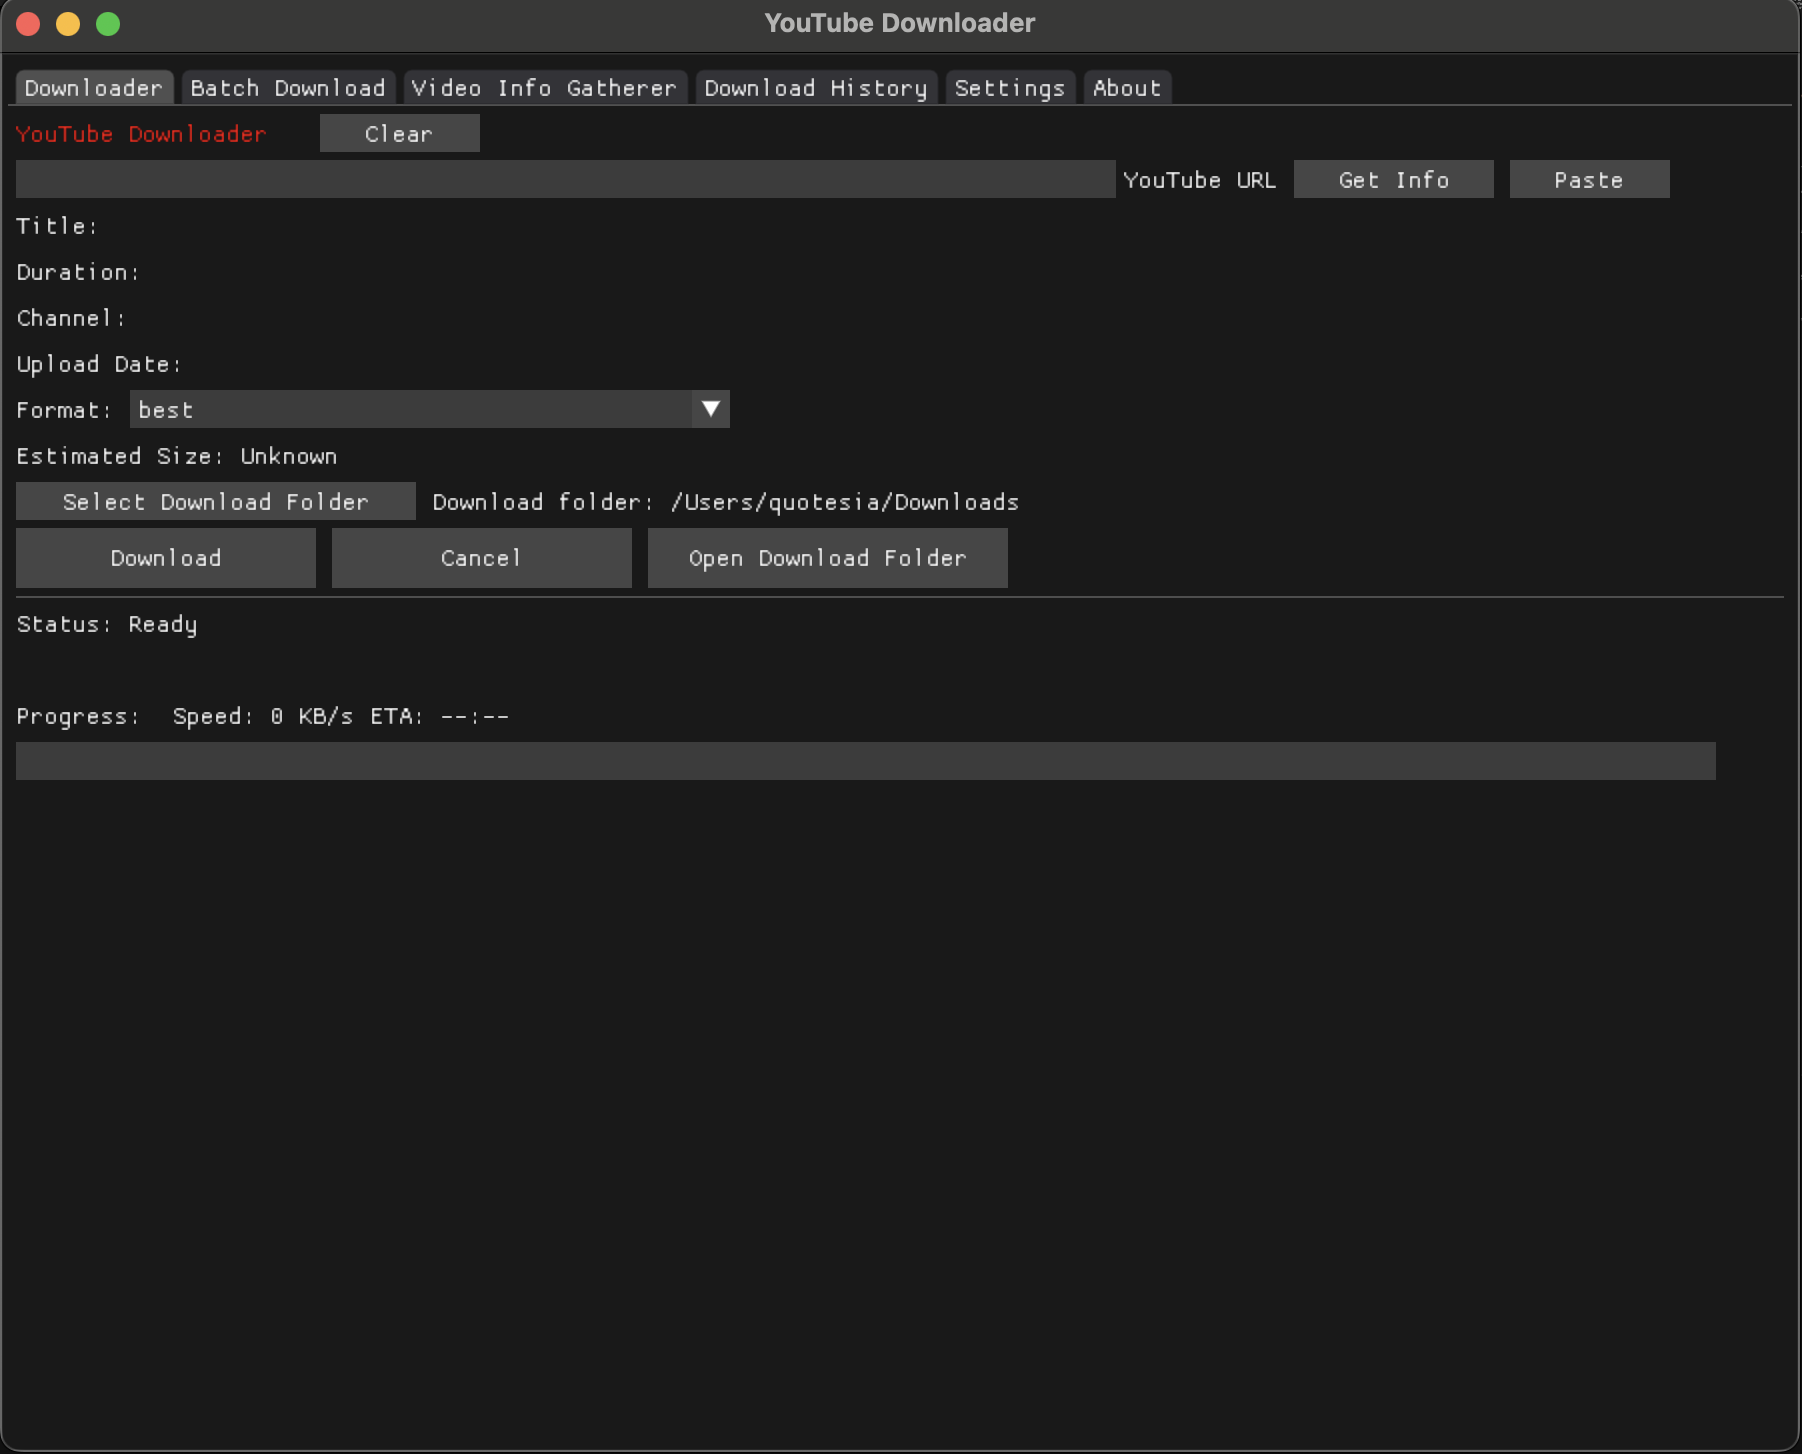 YouTube Downloader
Downloader Batch Download Video Info Gatherer Download History Settings About
YouTube Downloader Clear
YouTube URL Get Info Paste
Title:
Duration:
Channel:
Upload Date:
Format: best
Estimated Size: Unknown
Select Download Folder Download folder: /Users/quotesia/Downloads
Download Cancel Open Download Folder
Status: Ready
Progress: Speed: 0 KB/s ETA: --:--